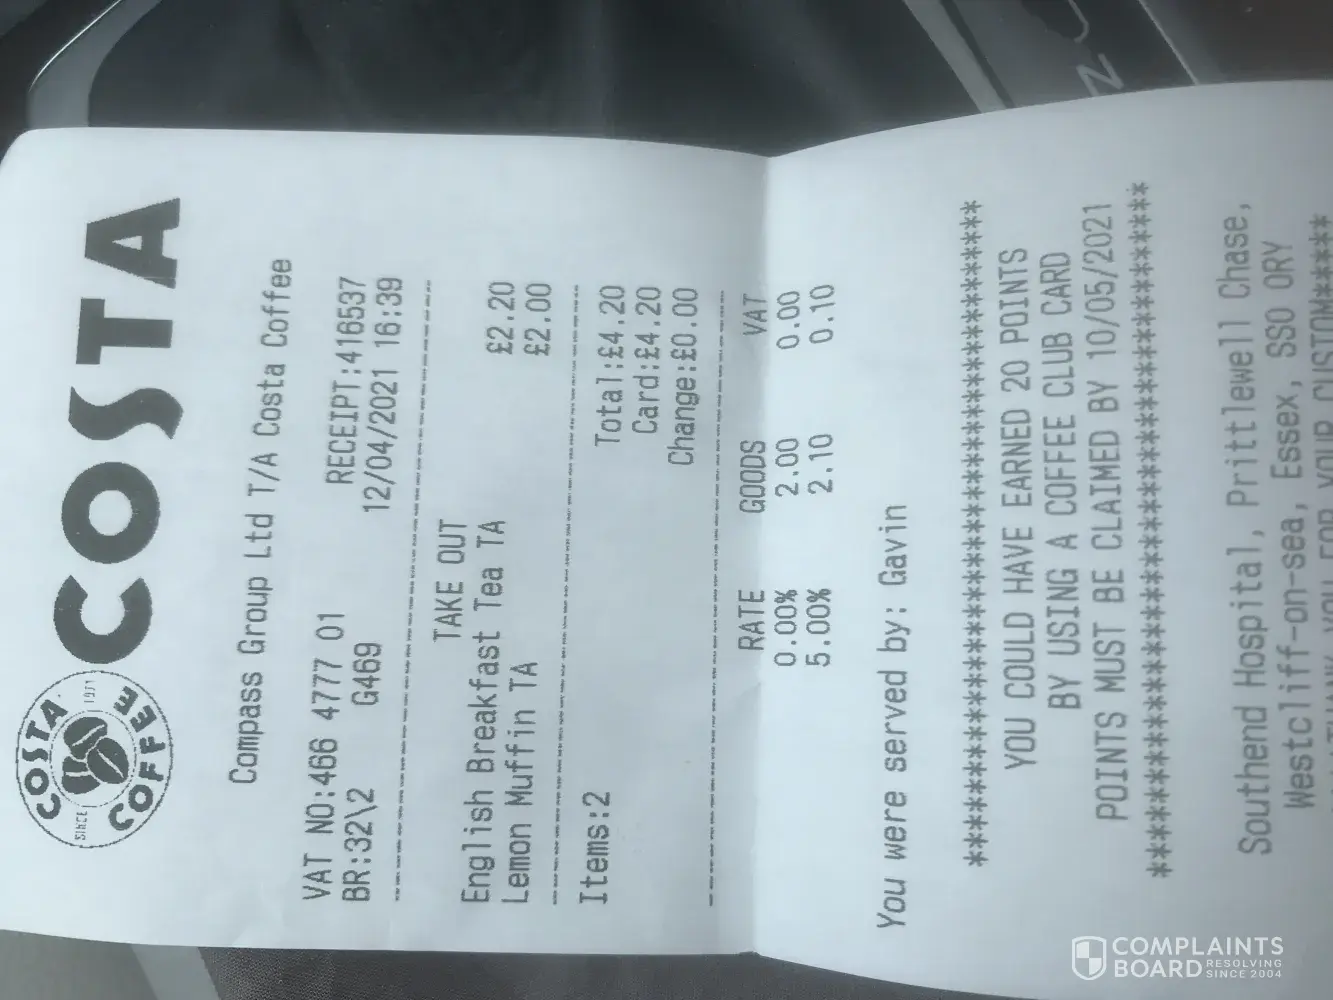 COSTA
COSTA
COFFEE
SINCE 1971
Compass Group Ltd T/A Costa Coffee
VAT NO:466 4777 01 RECEIPT:416537
BR:32\2 G469 12/04/2021 16:39
TAKE OUT
English Breakfast Tea TA £2.20
Lemon Muffin TA £2.00
Items:2 Total:£4.20
Card:£4.20
Change:£0.00
RATE GOODS VAT
0.00% 2.00 0.00
5.00% 2.10 0.10
You were served by: Gavin
****************************************
YOU COULD HAVE EARNED 20 POINTS
BY USING A COFFEE CLUB CARD
POINTS MUST BE CLAIMED BY 10/05/2021
****************************************
Southend Hospital, Prittlewell Chase,
Westcliff-on-sea, Essex, SS0 0RY
THANK YOU FOR YOUR CUSTOM*****
COMPLAINTS
BOARD RESOLVING
SINCE 2004